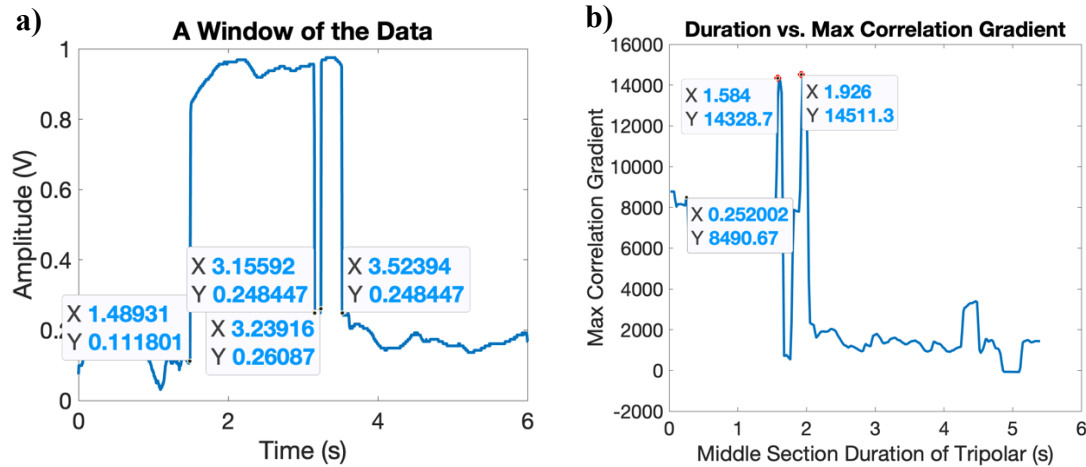 a)
A Window of the Data
Amplitude (V)
1
0.8
0.6
0.4
0.2
0
X 1.48931
Y 0.111801
X 3.15592
Y 0.248447
X 3.23916
Y 0.26087
X 3.52394
Y 0.248447
0 2 4 6
Time (s)
b)
Duration vs. Max Correlation Gradient
Max Correlation Gradient
16000
14000
12000
10000
8000
6000
4000
2000
0
-2000
X 1.584
Y 14328.7
X 1.926
Y 14511.3
X 0.252002
Y 8490.67
0 1 2 3 4 5 6
Middle Section Duration of Tripolar (s)